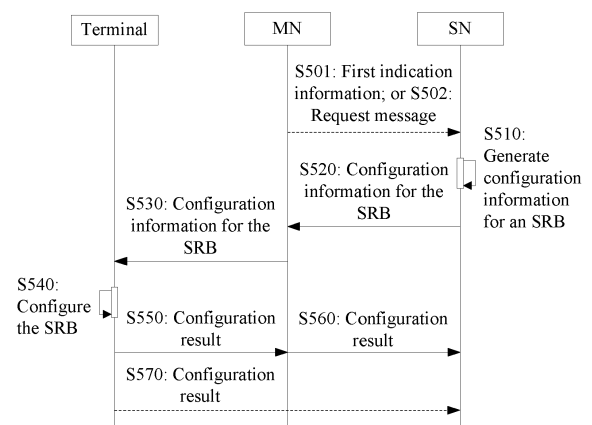 Terminal
MN
SN
S501: First indication
information; or S502:
Request message
S510:
Generate
configuration
information
for an SRB
S520: Configuration
information for the
SRB
S530: Configuration
information for the
SRB
S540:
Configure
the SRB
S550: Configuration
result
S560: Configuration
result
S570: Configuration
result